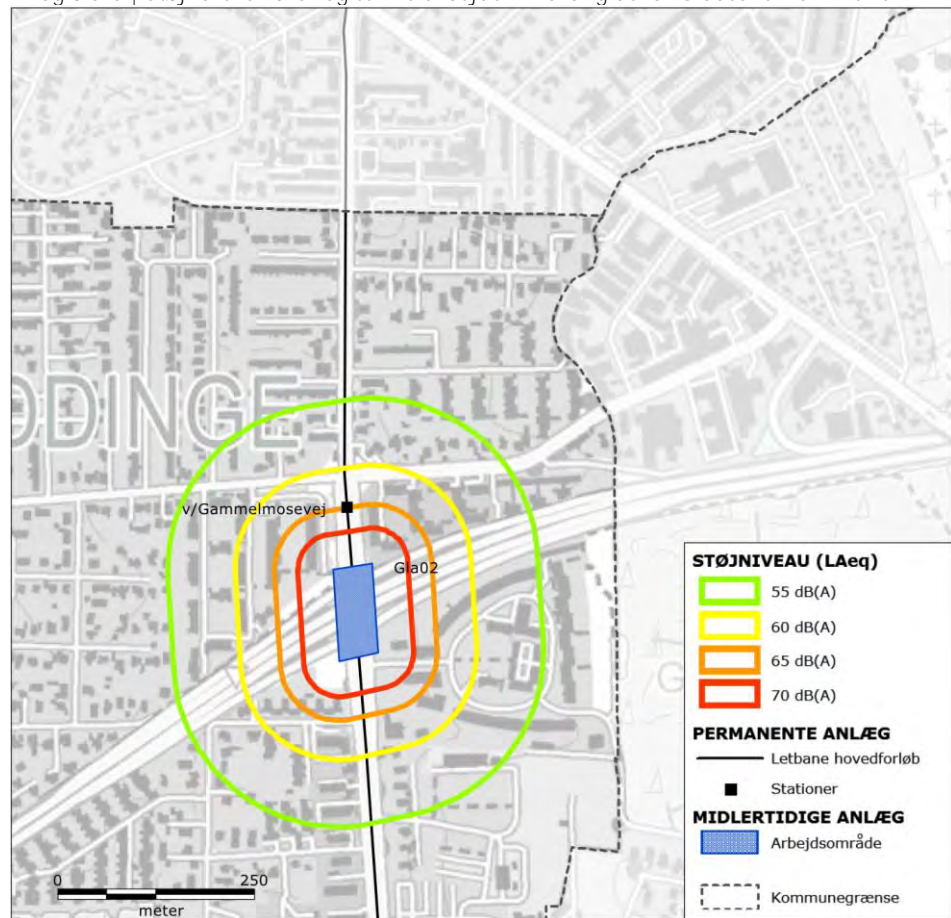 ODINGE
v/Gammelmosevej
Gla02
G
STØJNIVEAU (LAeq)
55 dB(A)
60 dB(A)
65 dB(A)
70 dB(A)
PERMANENTE ANLÆG
Letbane hovedforløb
Stationer
MIDLERTIDIGE ANLÆG
Arbejdsområde
Kommunegrænse
0 250
meter